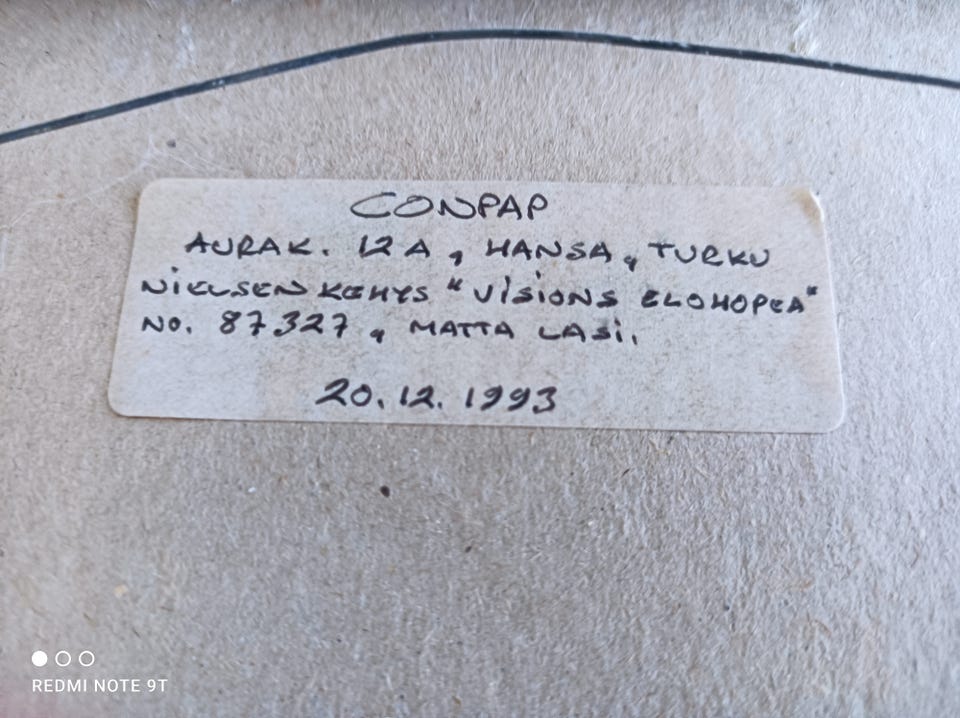 CONPAP
AURAK. 12 A, HANSA, TURKU
NIELSEN KEHYS "VISIONS ELOHOPEA"
NO. 87327, MATTA LASI.
20.12.1993
REDMI NOTE 9T